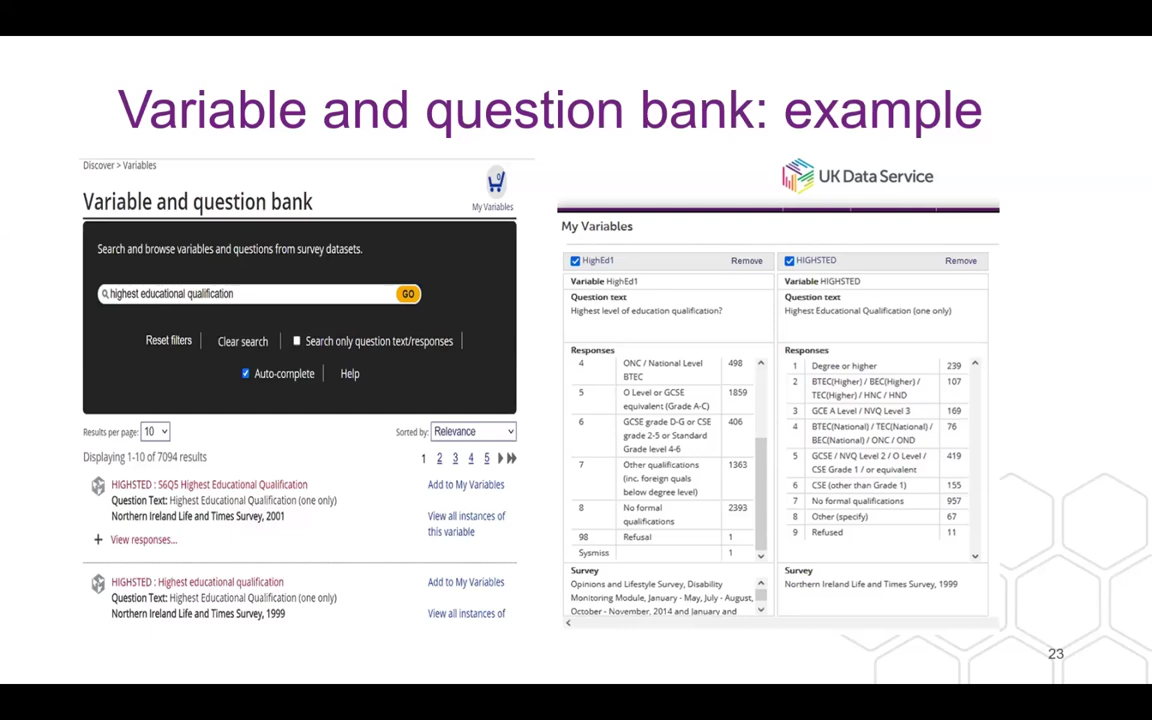 Variable and question bank: example
Discover > Variables
Variable and question bank
0
My Variables
Search and browse variables and questions from survey datasets.
highest educational qualification
GO
Reset filters
Clear search
Search only question text/responses
Auto-complete
Help
Results per page: 10
Sorted by: Relevance
Displaying 1-10 of 7094 results
1 2 3 4 5
HIGHSTED : S6Q5 Highest Educational Qualification
Add to My Variables
Question Text: Highest Educational Qualification (one only)
Northern Ireland Life and Times Survey, 2001
View all instances of
this variable
+ View responses...
HIGHSTED : Highest educational qualification
Add to My Variables
Question Text: Highest Educational Qualification (one only)
Northern Ireland Life and Times Survey, 1999
View all instances of
UK Data Service
My Variables
HighEd1 Remove
Variable HighEd1
Question text
Highest level of education qualification?
Responses
4 ONC / National Level 498
BTEC
5 O Level or GCSE 1859
equivalent (Grade A-C)
6 GCSE grade D-G or CSE 406
grade 2-5 or Standard
Grade level 4-6
7 Other qualifications 1363
(inc. foreign quals
below degree level)
8 No formal 2393
qualifications
98 Refusal 1
Sysmiss 1
Survey
Opinions and Lifestyle Survey, Disability
Monitoring Module, January - May, July - August,
October - November, 2014 and January and
HIGHSTED Remove
Variable HIGHSTED
Question text
Highest Educational Qualification (one only)
Responses
1 Degree or higher 239
2 BTEC(Higher) / BEC(Higher) / 107
TEC(Higher) / HNC / HND
3 GCE A Level / NVQ Level 3 169
4 BTEC(National) / TEC(National) / 76
BEC(National) / ONC / OND
5 GCSE / NVQ Level 2 / O Level / 419
CSE Grade 1 / or equivalent
6 CSE (other than Grade 1) 155
7 No formal qualifications 957
8 Other (specify) 67
9 Refused 11
Survey
Northern Ireland Life and Times Survey, 1999
23